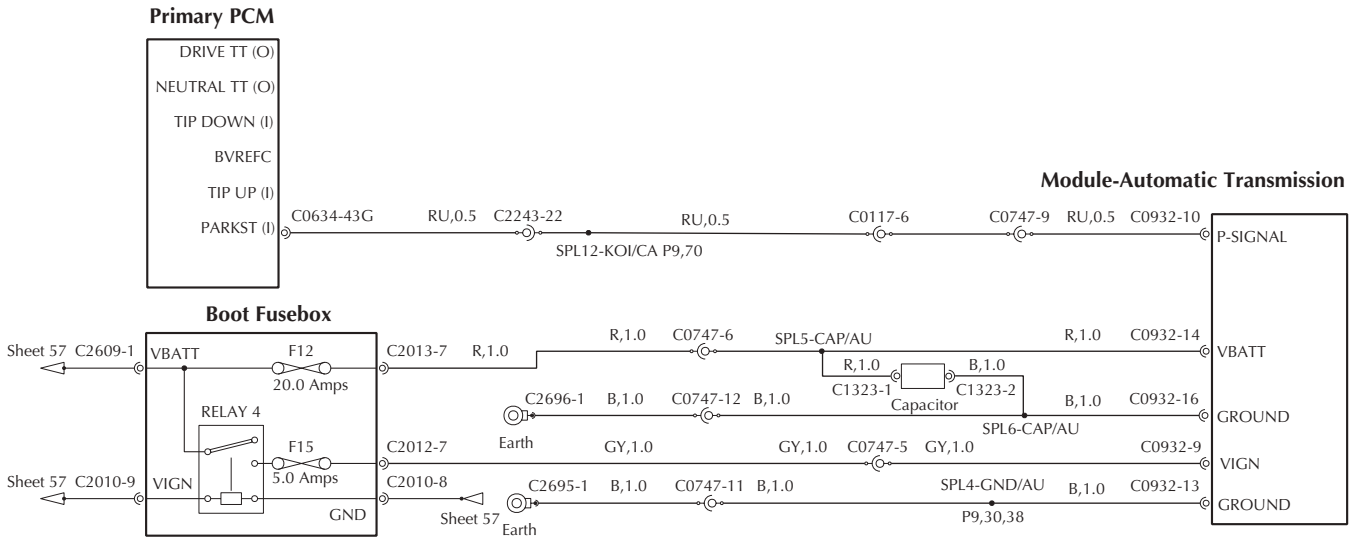 Primary PCM
DRIVE TT (O)
NEUTRAL TT (O)
TIP DOWN (I)
BVREFC
TIP UP (I)
PARKST (I)
C0634-43G
RU,0.5
C2243-22
SPL12-KOI/CA P9,70
RU,0.5
C0117-6
C0747-9
RU,0.5
C0932-10
Module-Automatic Transmission
P-SIGNAL
Boot Fusebox
Sheet 57
C2609-1
VBATT
F12
20.0 Amps
C2013-7
R,1.0
R,1.0
C0747-6
SPL5-CAP/AU
R,1.0
C0932-14
VBATT
R,1.0
B,1.0
C1323-1
C1323-2
Capacitor
C2696-1
B,1.0
C0747-12
B,1.0
Earth
SPL6-CAP/AU
B,1.0
C0932-16
GROUND
RELAY 4
F15
5.0 Amps
C2012-7
GY,1.0
GY,1.0
C0747-5
GY,1.0
C0932-9
VIGN
Sheet 57
C2010-9
VIGN
GND
C2010-8
Sheet 57
C2695-1
B,1.0
C0747-11
B,1.0
Earth
SPL4-GND/AU
P9,30,38
B,1.0
C0932-13
GROUND